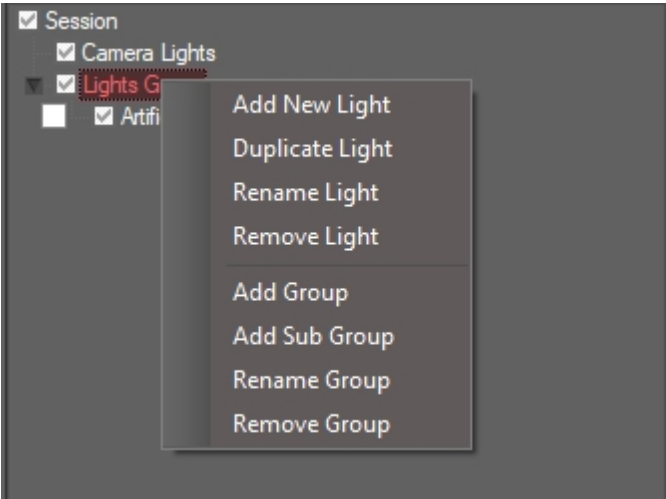 Session
Camera Lights
Lights
Add New Light
Duplicate Light
Rename Light
Remove Light
Add Group
Add Sub Group
Rename Group
Remove Group